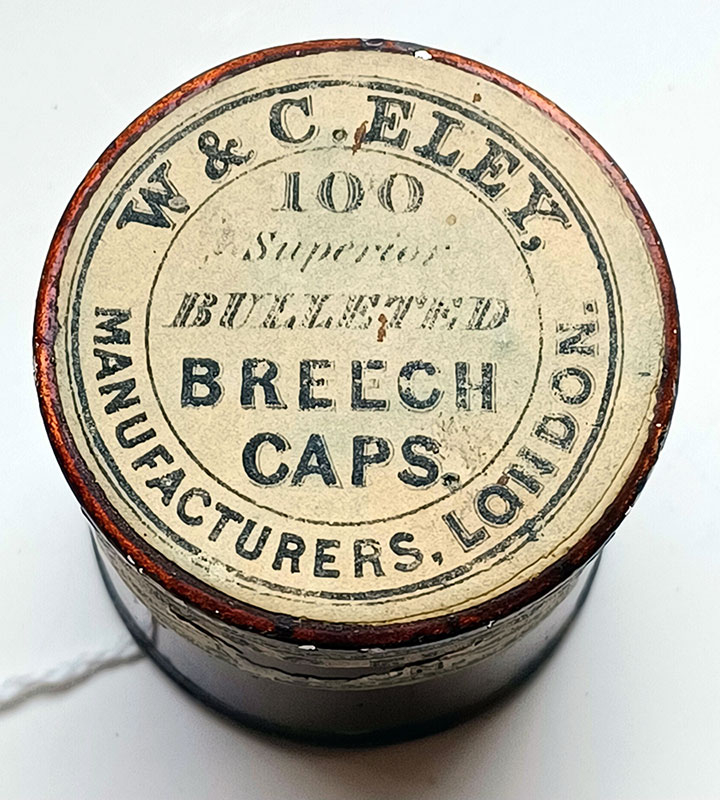 W & C. ELEY,
100
Superior
BULLETED
BREECH
CAPS.
MANUFACTURERS, LONDON.